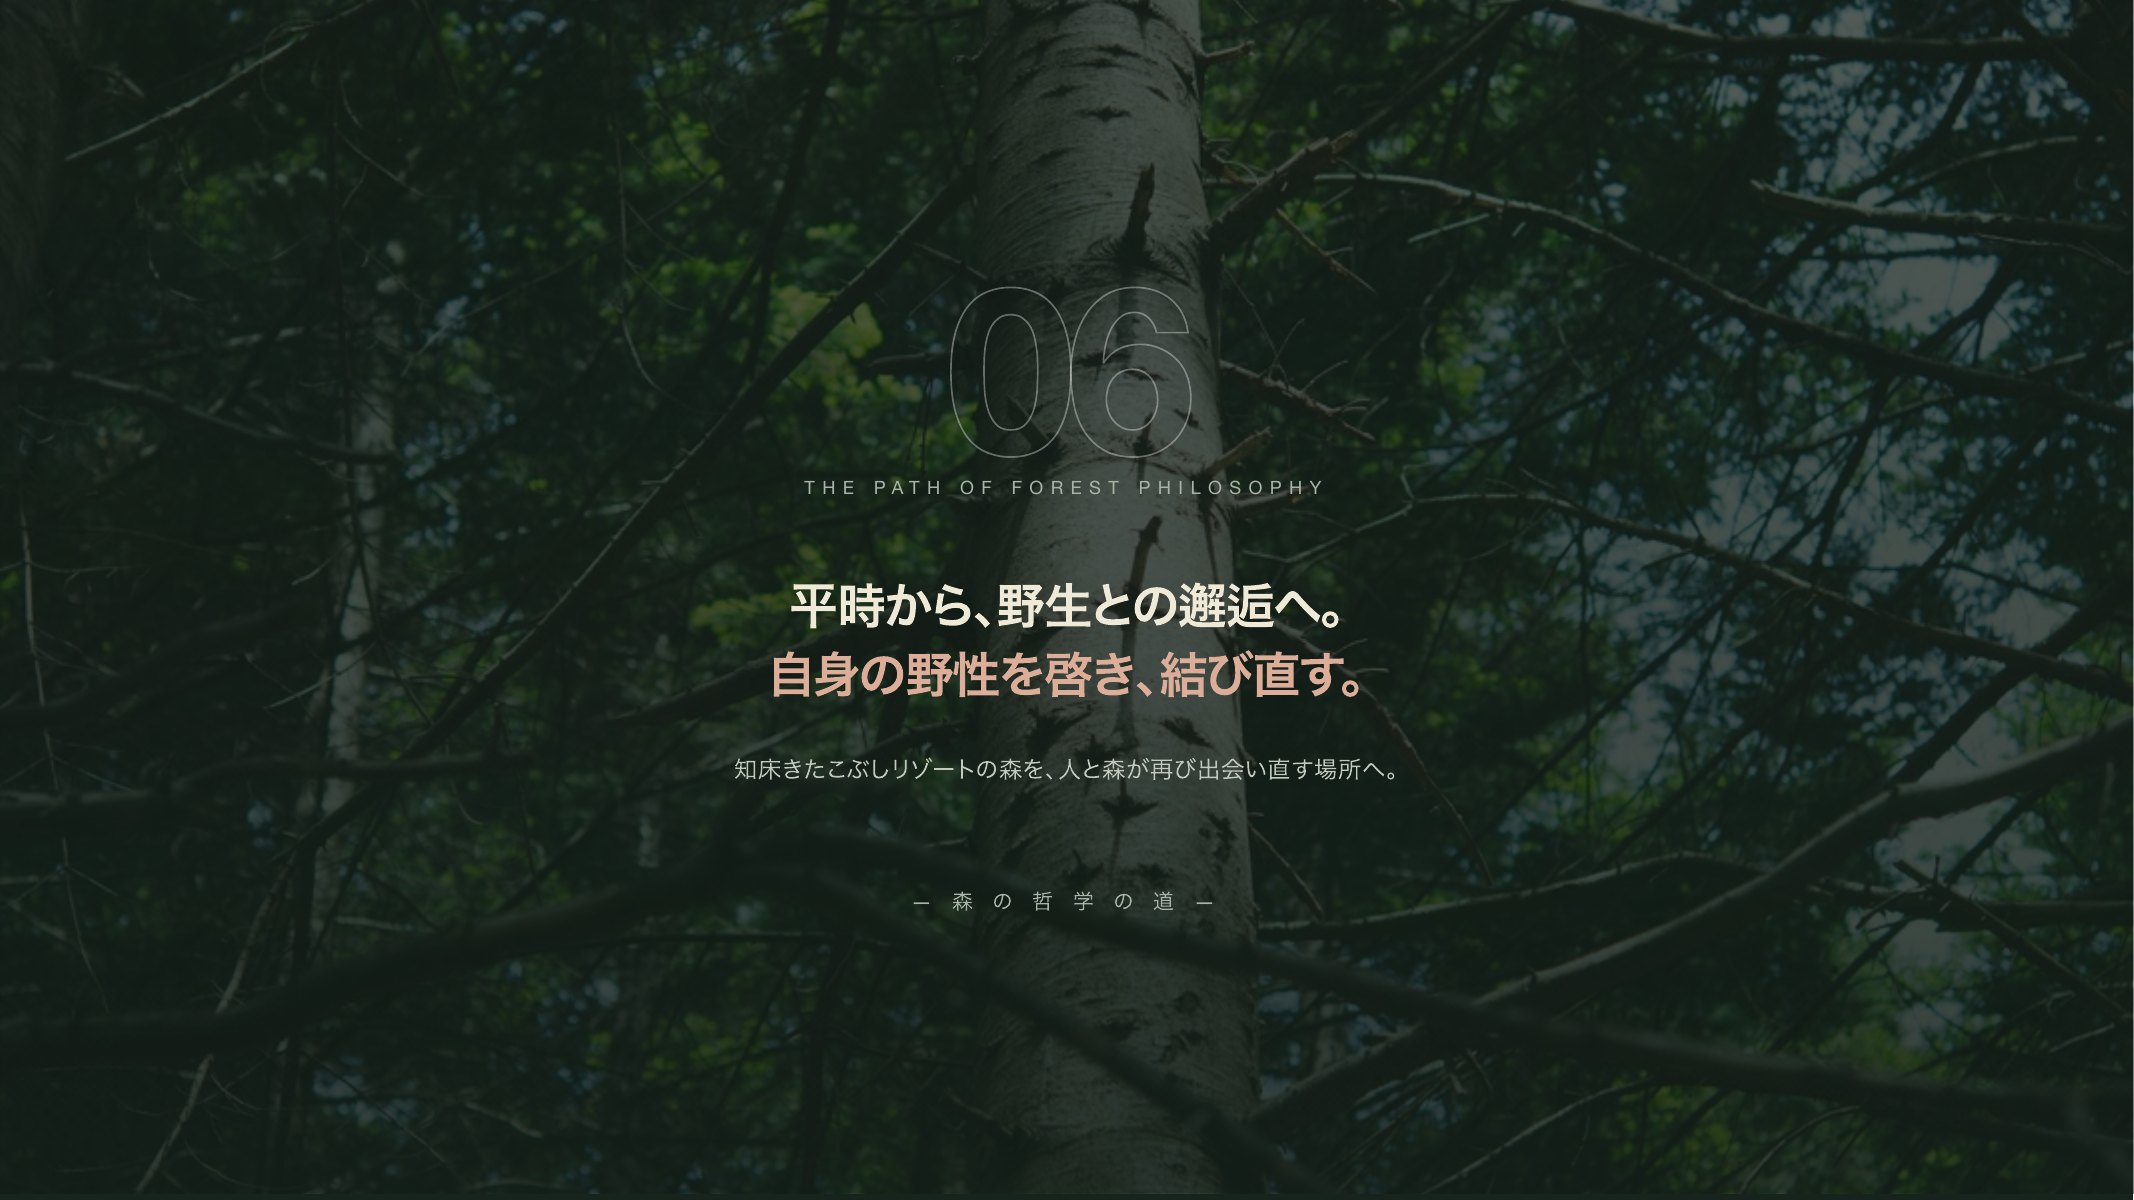 06
THE PATH OF FOREST PHILOSOPHY
平時から、野生との邂逅へ。
自身の野性を啓き、結び直す。
知床きたこぶしリゾートの森を、人と森が再び出会い直す場所へ。
— 森の哲学の道 —